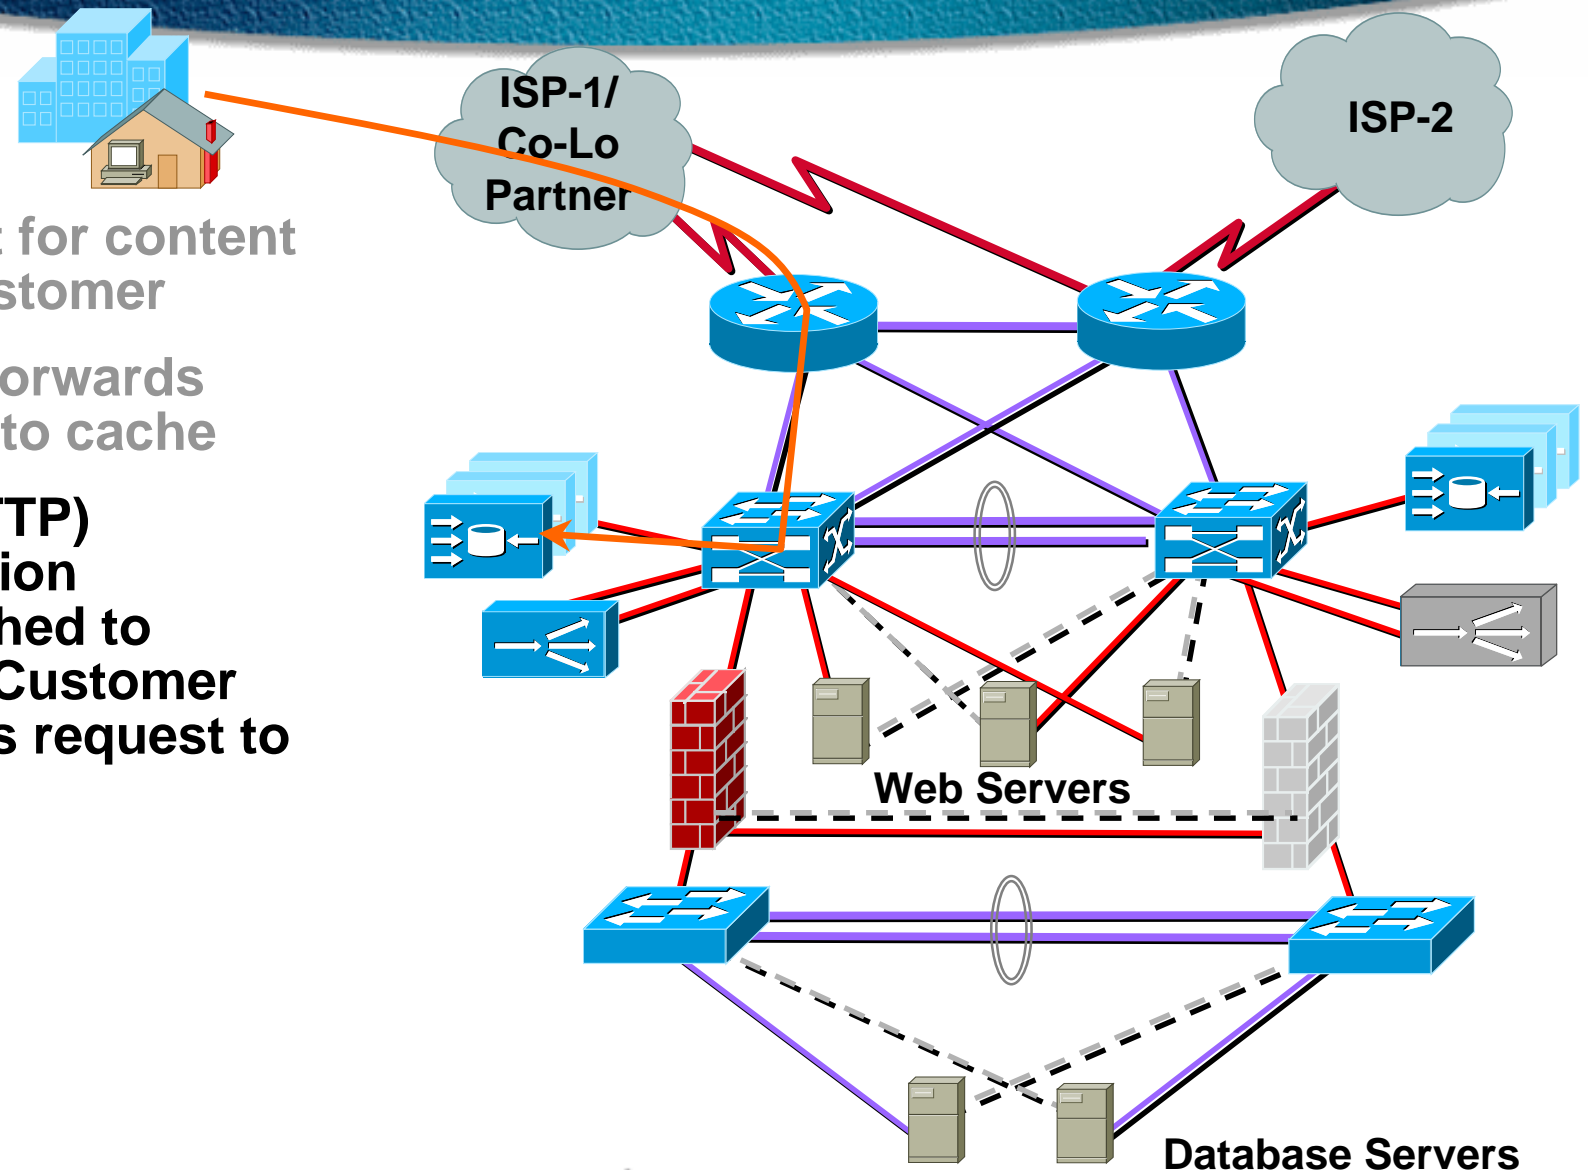 ISP-1/
Co-Lo
Partner
ISP-2
for content
stomer
orwards
to cache
TTP)
ion
hed to
Customer
s request to
Web Servers
Database Servers